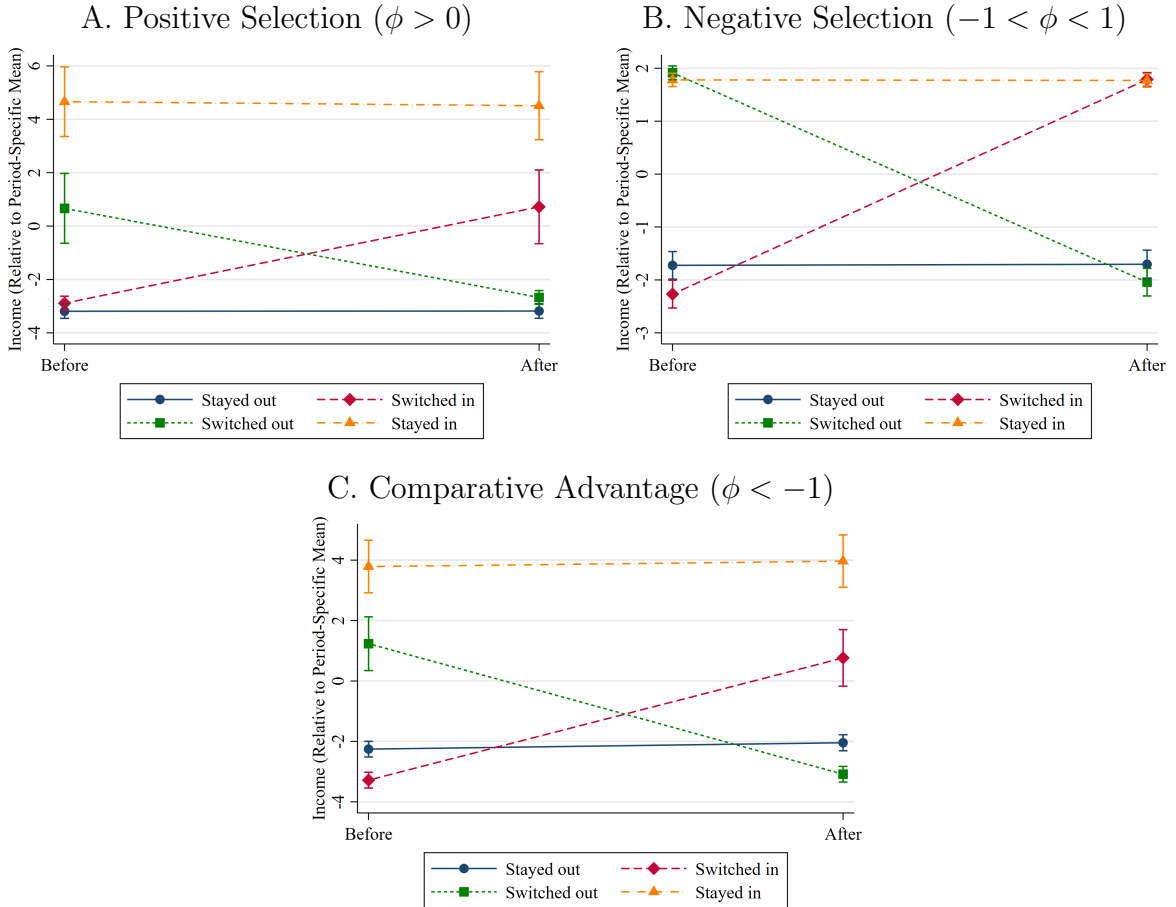 A. Positive Selection (ϕ > 0)
Income (Relative to Period-Specific Mean)
6
4
2
0
-2
-4
Before
After
Stayed out
Switched in
Switched out
Stayed in
B. Negative Selection (−1 < ϕ < 1)
Income (Relative to Period-Specific Mean)
2
1
0
-1
-2
-3
Before
After
Stayed out
Switched in
Switched out
Stayed in
C. Comparative Advantage (ϕ < −1)
Income (Relative to Period-Specific Mean)
4
2
0
-2
-4
Before
After
Stayed out
Switched in
Switched out
Stayed in